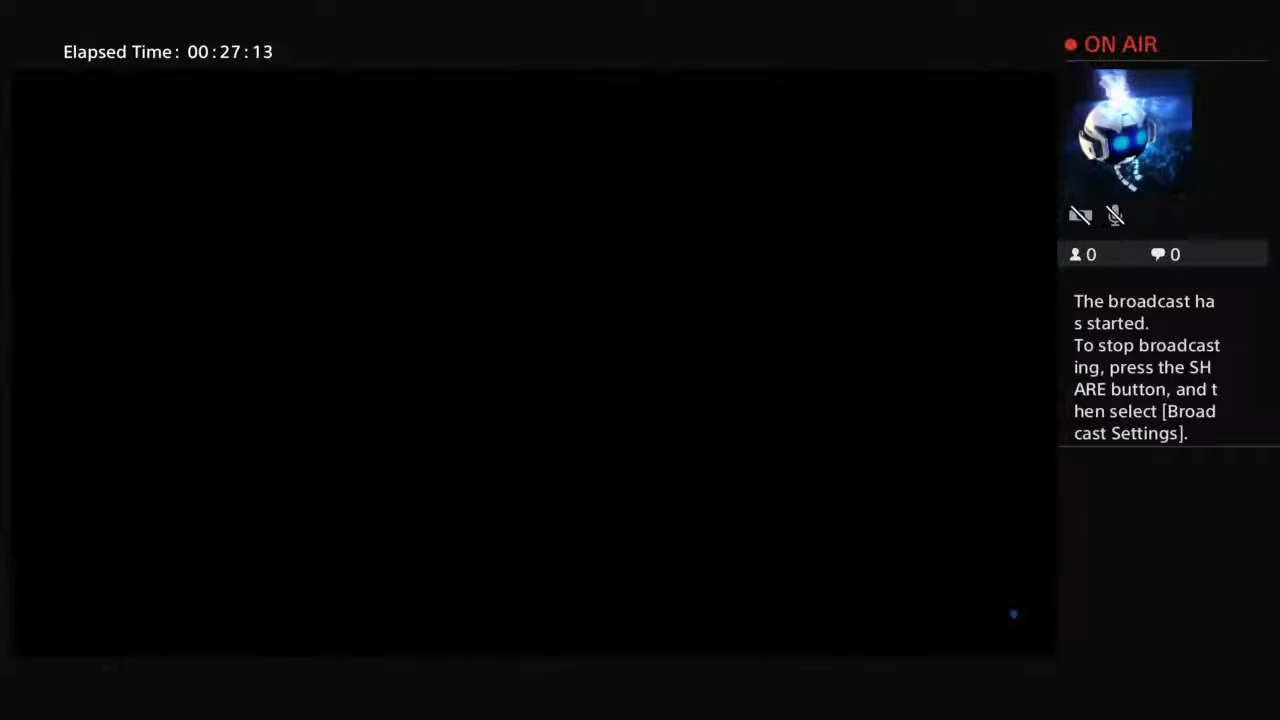 Elapsed Time: 00:27:13
ON AIR
0 0
The broadcast ha
s started.
To stop broadcast
ing, press the SH
ARE button, and t
hen select [Broad
cast Settings].